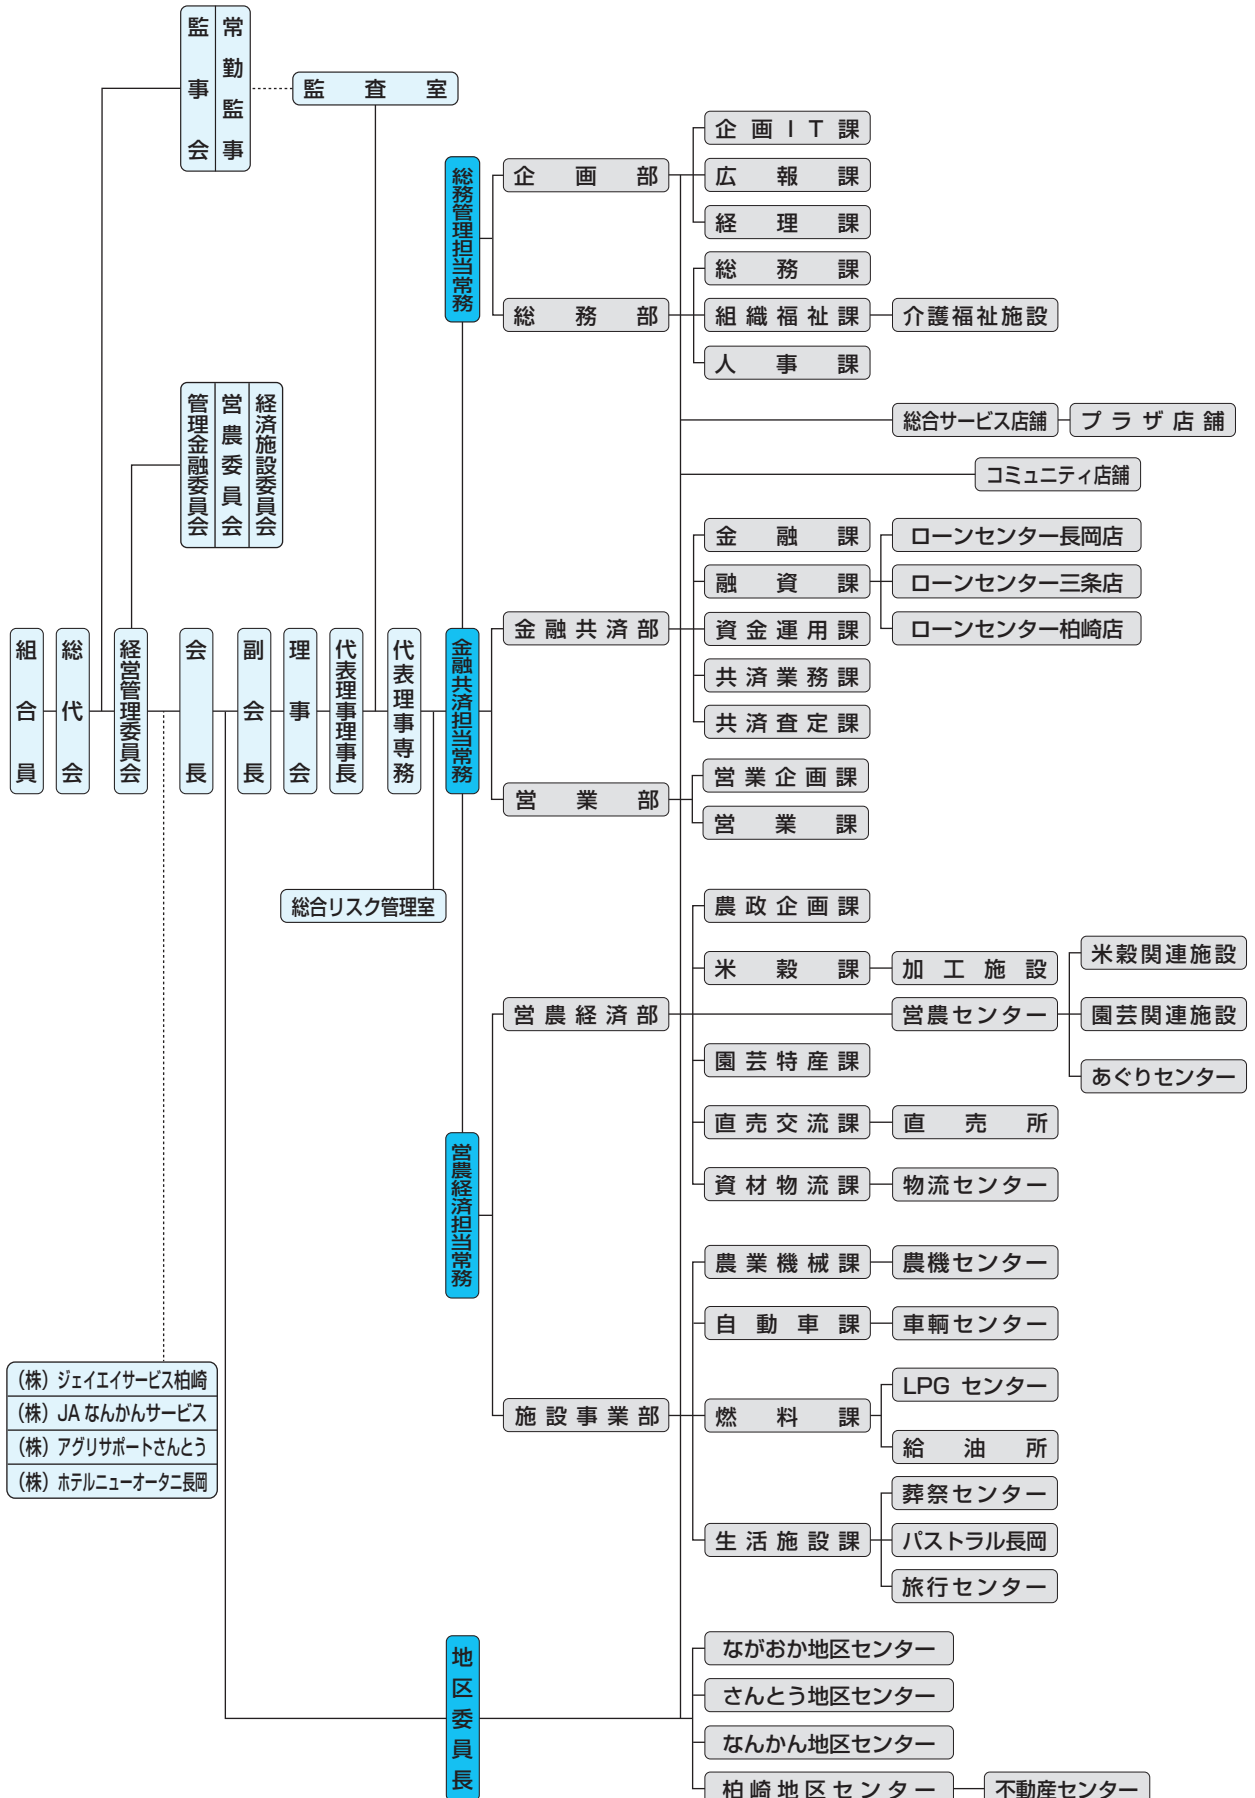 監事会
常勤監事
監査室
管理金融委員会
営農委員会
経済施設委員会
組合員
総代会
経営管理委員会
会長
副会長
理事会
代表理事理事長
代表理事専務
総合リスク管理室
(株) ジェイエイサービス柏崎
(株) JA なんかんサービス
(株) アグリサポートさんとう
(株) ホテルニューオータニ長岡
総務管理担当常務
企画部
企画IT課
広報課
経理課
総務部
総務課
組織福祉課
介護福祉施設
人事課
総合サービス店舗
プラザ店舗
コミュニティ店舗
金融共済担当常務
金融共済部
金融課
融資課
ローンセンター長岡店
ローンセンター三条店
ローンセンター柏崎店
資金運用課
共済業務課
共済査定課
営業部
営業企画課
営業課
営農経済担当常務
営農経済部
農政企画課
米穀課
加工施設
営農センター
米穀関連施設
園芸関連施設
あぐりセンター
園芸特産課
直売交流課
直売所
資材物流課
物流センター
施設事業部
農業機械課
農機センター
自動車課
車輌センター
燃料課
LPG センター
給油所
生活施設課
葬祭センター
パストラル長岡
旅行センター
地区委員長
ながおか地区センター
さんとう地区センター
なんかん地区センター
柏崎地区センター
不動産センター